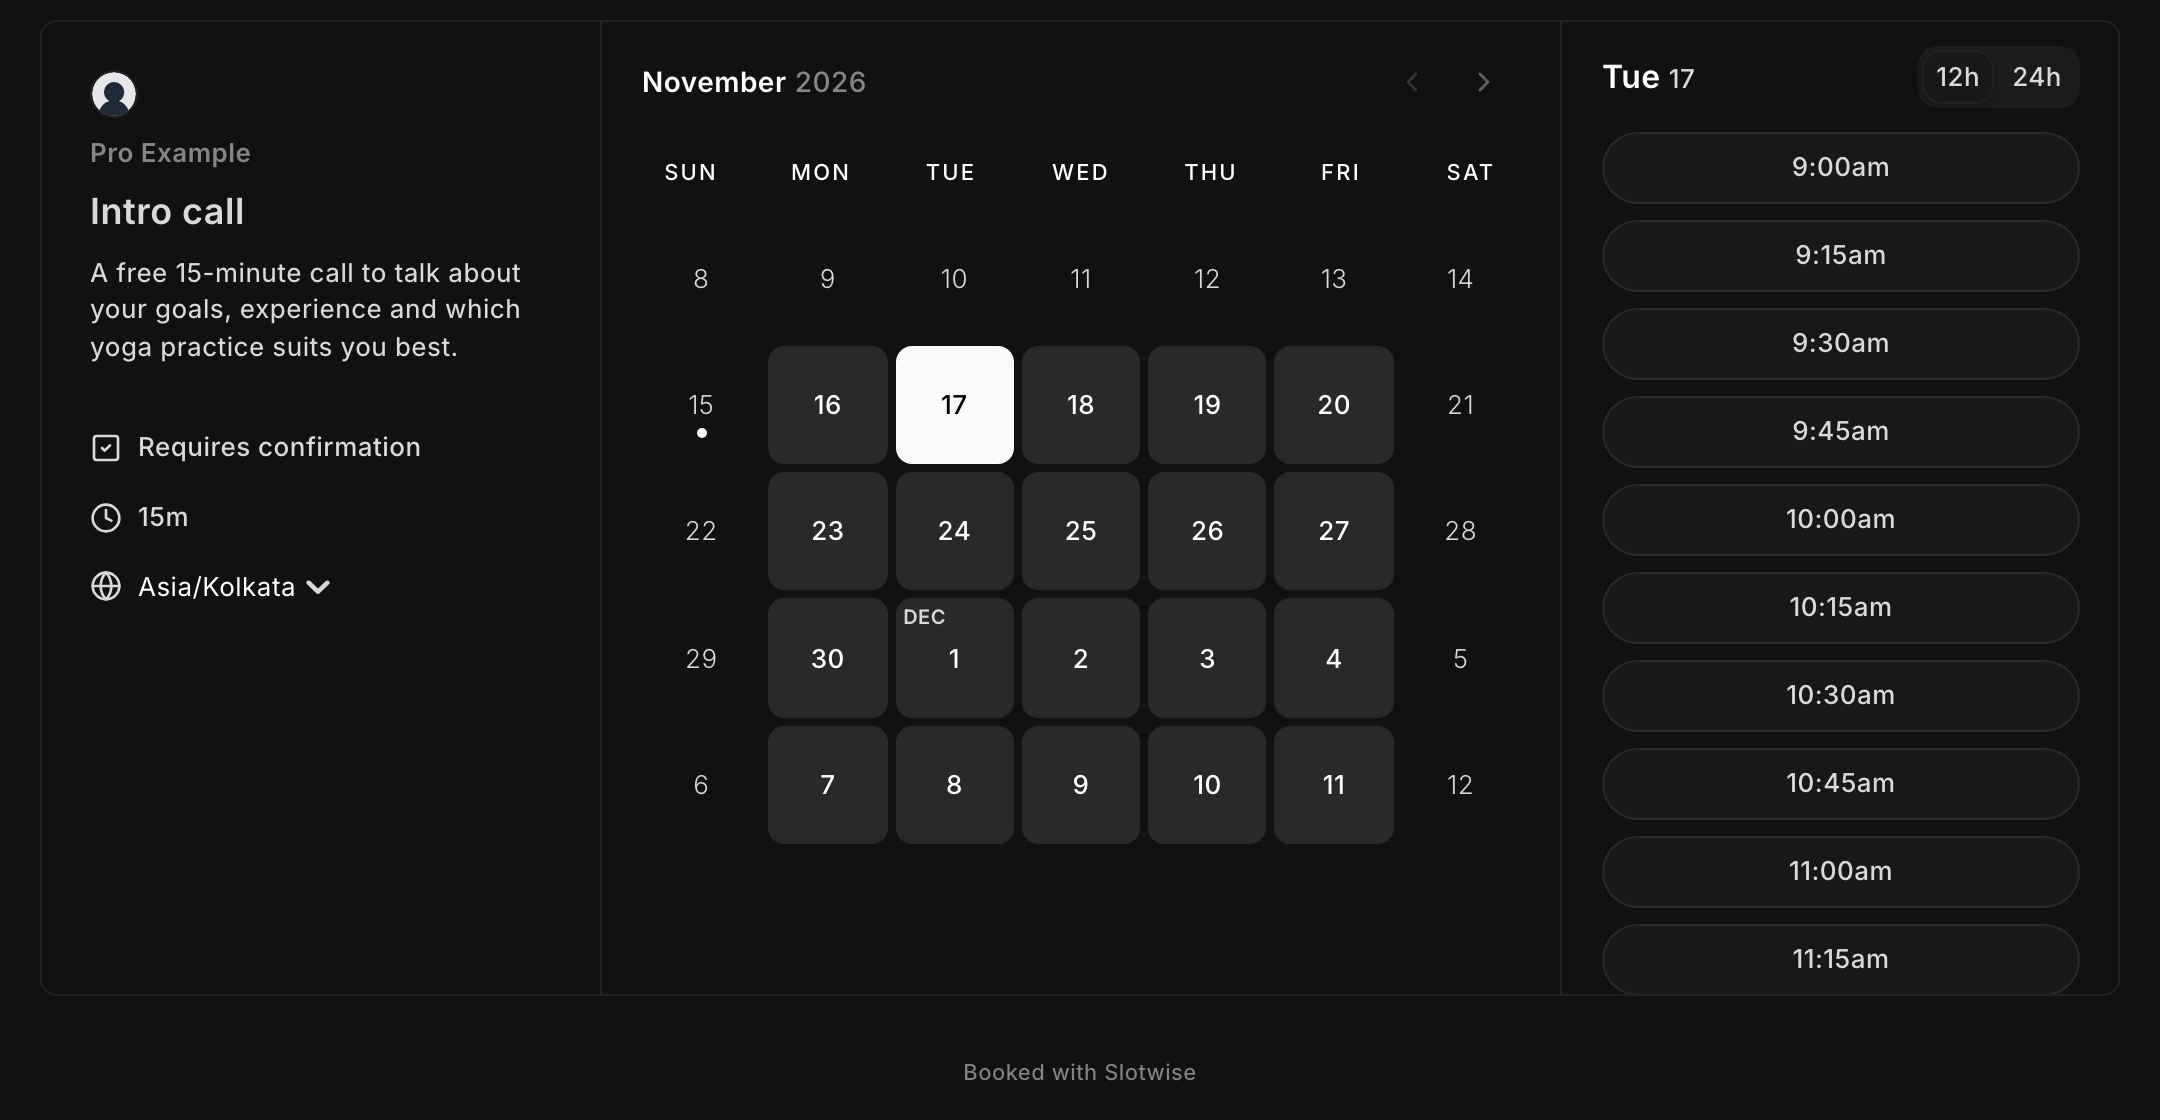 Pro Example
Intro call
A free 15-minute call to talk about
your goals, experience and which
yoga practice suits you best.
Requires confirmation
15m
Asia/Kolkata
November 2026
SUN MON TUE WED THU FRI SAT
8 9 10 11 12 13 14
15 16 17 18 19 20 21
22 23 24 25 26 27 28
DEC
29 30 1 2 3 4 5
6 7 8 9 10 11 12
Tue 17
12h 24h
9:00am
9:15am
9:30am
9:45am
10:00am
10:15am
10:30am
10:45am
11:00am
11:15am
Booked with Slotwise